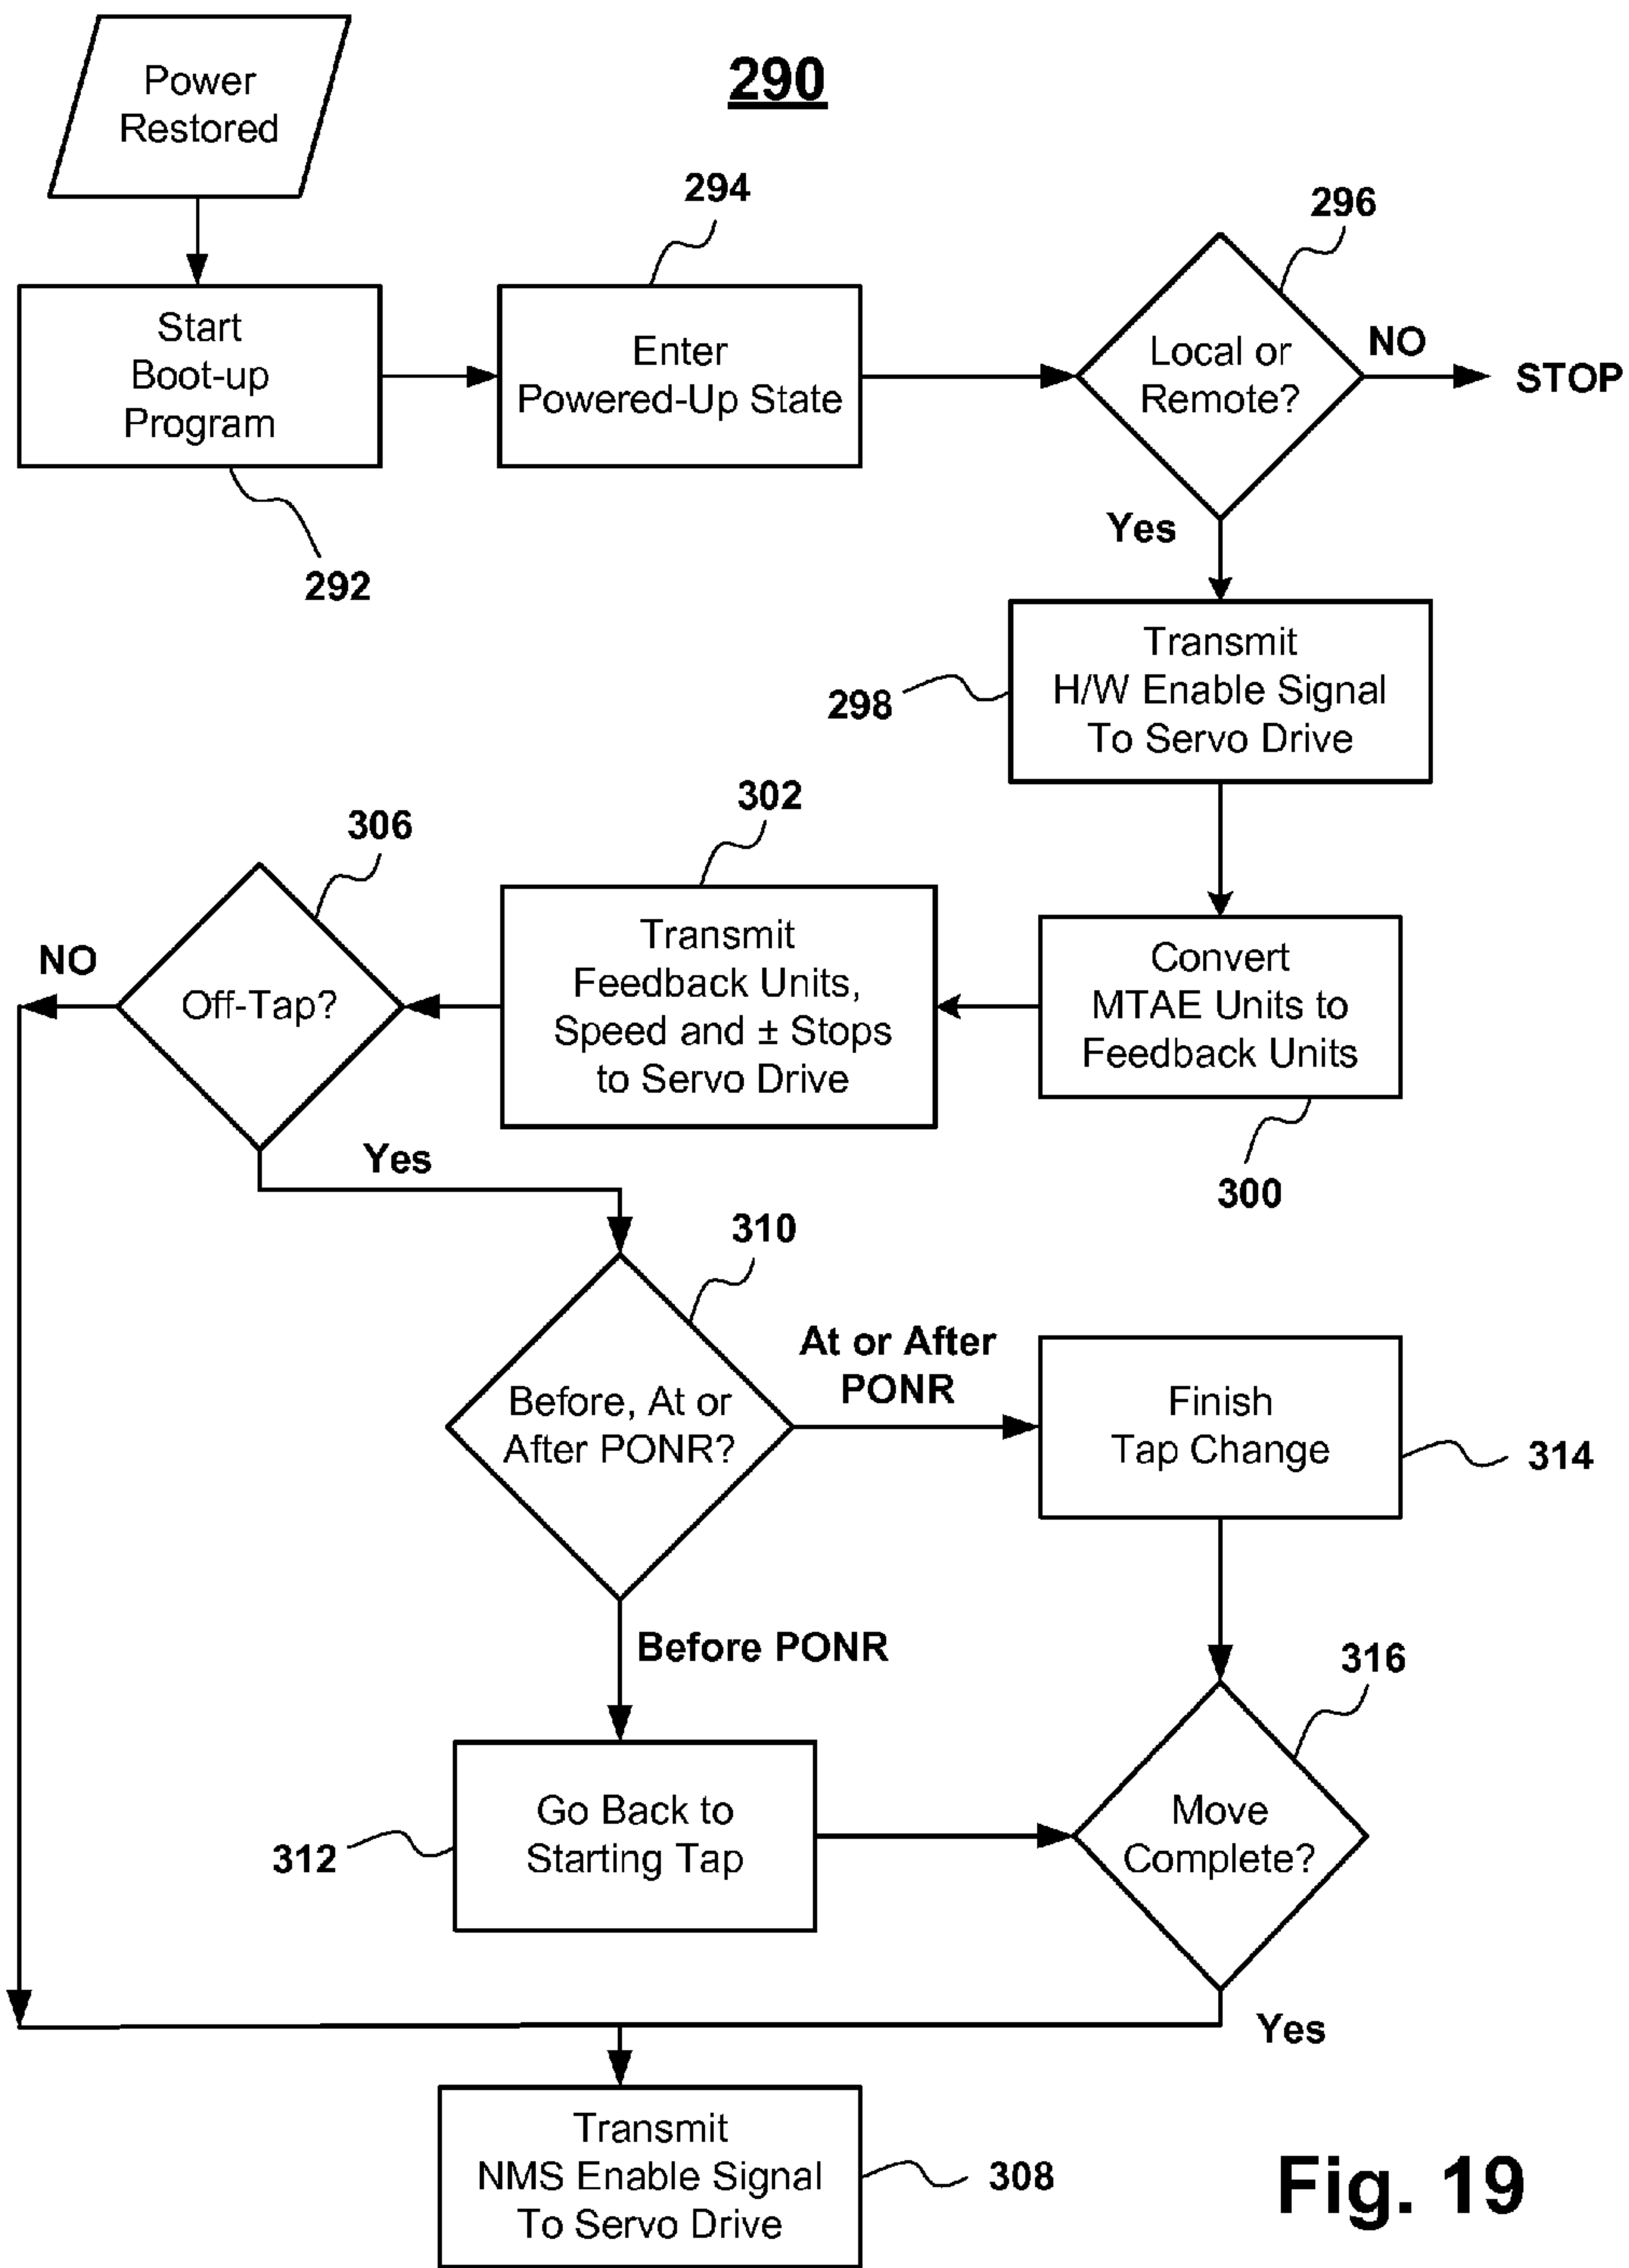 Power
Restored
290
294
296
Start
Boot-up
Program
Enter
Powered-Up State
Local or
Remote?
NO
STOP
292
Yes
Transmit
H/W Enable Signal
To Servo Drive
298
302
306
Transmit
Feedback Units,
Speed and ± Stops
to Servo Drive
NO
Off-Tap?
Convert
MTAE Units to
Feedback Units
Yes
300
310
At or After
PONR
Before, At or
After PONR?
Finish
Tap Change
314
Before PONR
316
Go Back to
Starting Tap
312
Move
Complete?
Yes
Transmit
NMS Enable Signal
To Servo Drive
308
Fig. 19